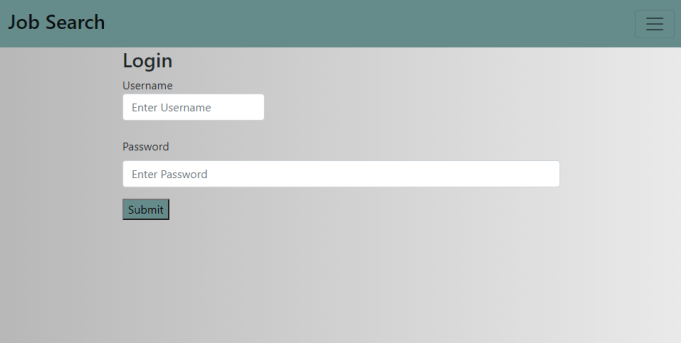 Job Search
Login
Username
Enter Username
Password
Enter Password
Submit